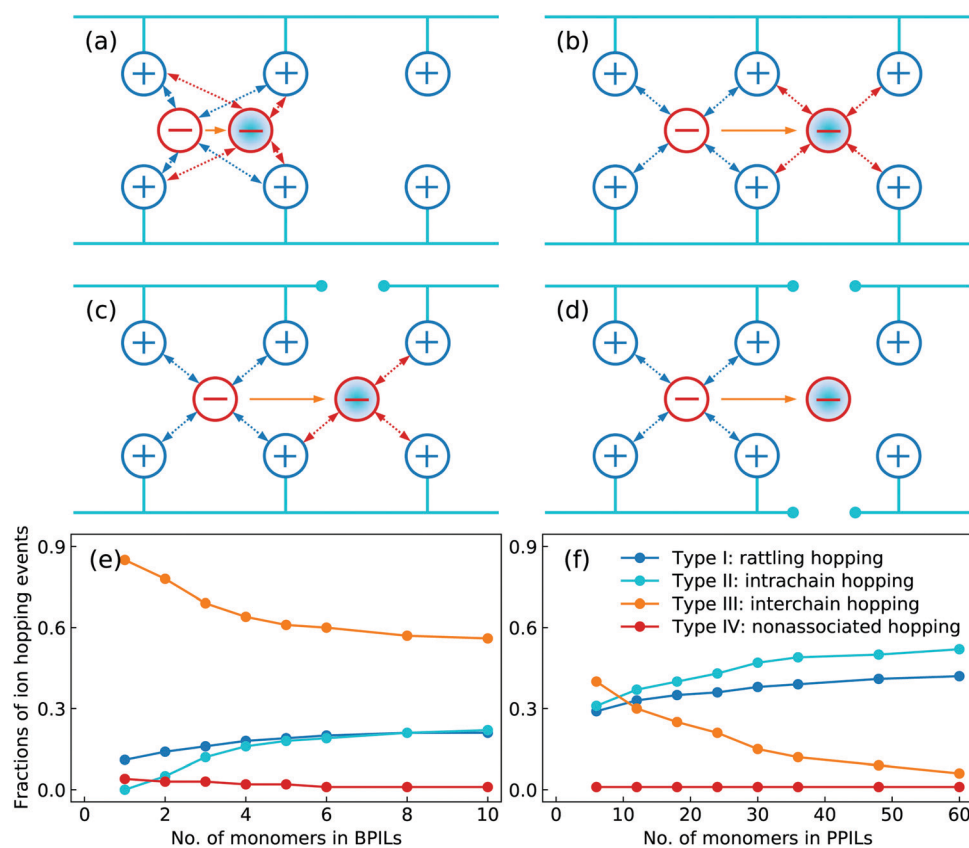 (a)
(b)
+ + + + + +
− − − −
+ + + + + +
(c)
(d)
+ + + + + +
− − − −
+ + + + + +
Fractions of ion hopping events
(e)
0.9
0.6
0.3
0.0
0 2 4 6 8 10
No. of monomers in BPILs
(f)
Type I: rattling hopping
Type II: intrachain hopping
Type III: interchain hopping
Type IV: nonassociated hopping
0.9
0.6
0.3
0.0
0 10 20 30 40 50 60
No. of monomers in PPILs